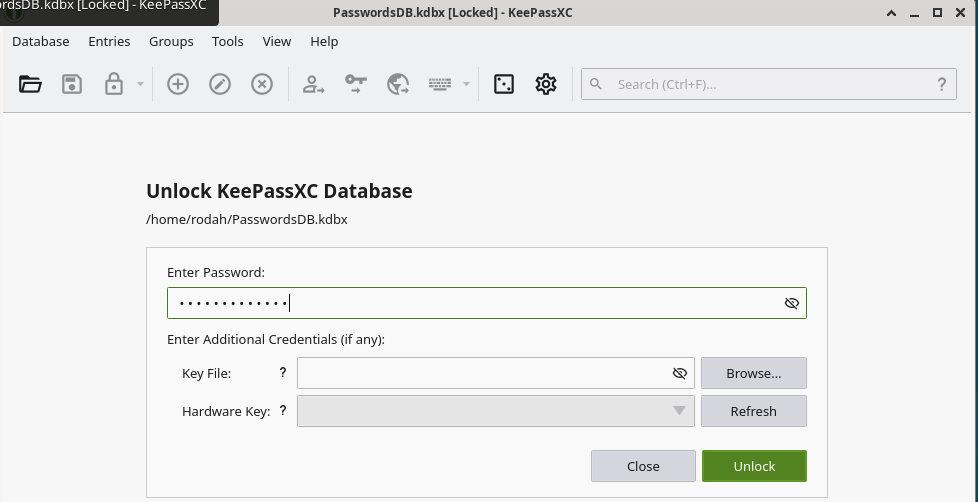 rdsDB.kdbx [Locked] - KeePassXC
PasswordsDB.kdbx [Locked] - KeePassXC
Database Entries Groups Tools View Help
Search (Ctrl+F)... ?
Unlock KeePassXC Database
/home/rodah/PasswordsDB.kdbx
Enter Password:
•••••••••••••
Enter Additional Credentials (if any):
Key File: ? Browse...
Hardware Key: ? Refresh
Close Unlock